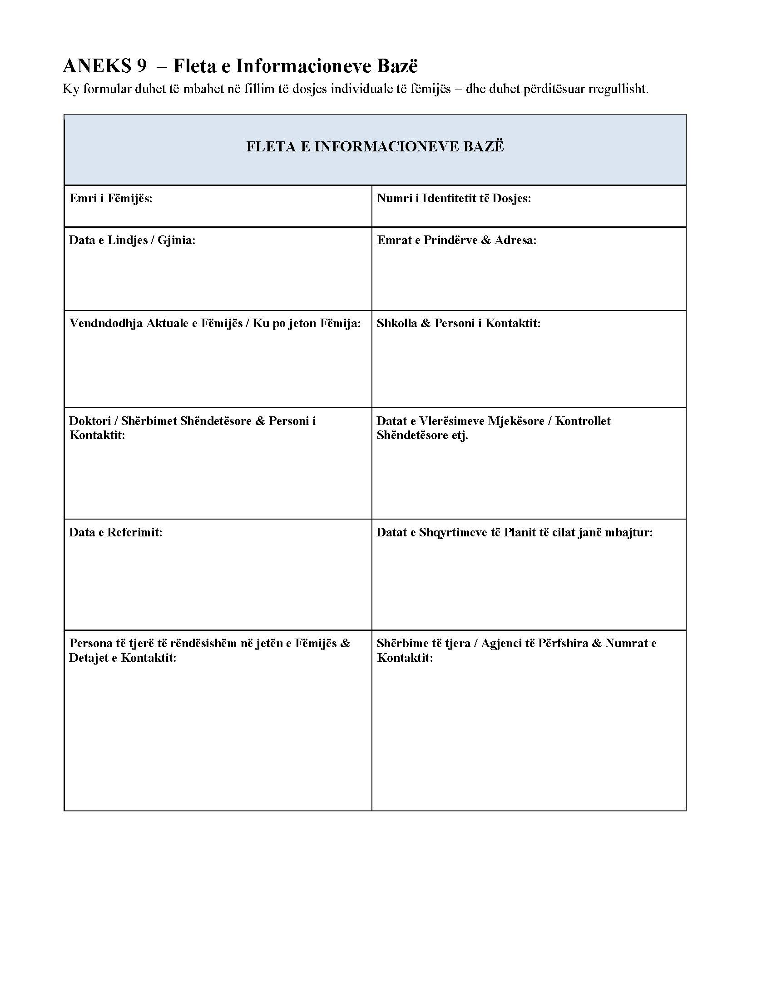 ANEKS 9 – Fleta e Informacioneve Bazë
Ky formular duhet të mbahet në fillim të dosjes individuale të fëmijës – dhe duhet përditësuar rregullisht.
FLETA E INFORMACIONEVE BAZË
Emri i Fëmijës:
Numri i Identitetit të Dosjes:
Data e Lindjes / Gjinia:
Emrat e Prindërve & Adresa:
Vendndodhja Aktuale e Fëmijës / Ku po jeton Fëmija:
Shkolla & Personi i Kontaktit:
Doktori / Shërbimet Shëndetësore & Personi i
Kontaktit:
Datat e Vlerësimeve Mjekësore / Kontrollet
Shëndetësore etj.
Data e Referimit:
Datat e Shqyrtimeve të Planit të cilat janë mbajtur:
Persona të tjerë të rëndësishëm në jetën e Fëmijës &
Detajet e Kontaktit:
Shërbime të tjera / Agjenci të Përfshira & Numrat e
Kontaktit: